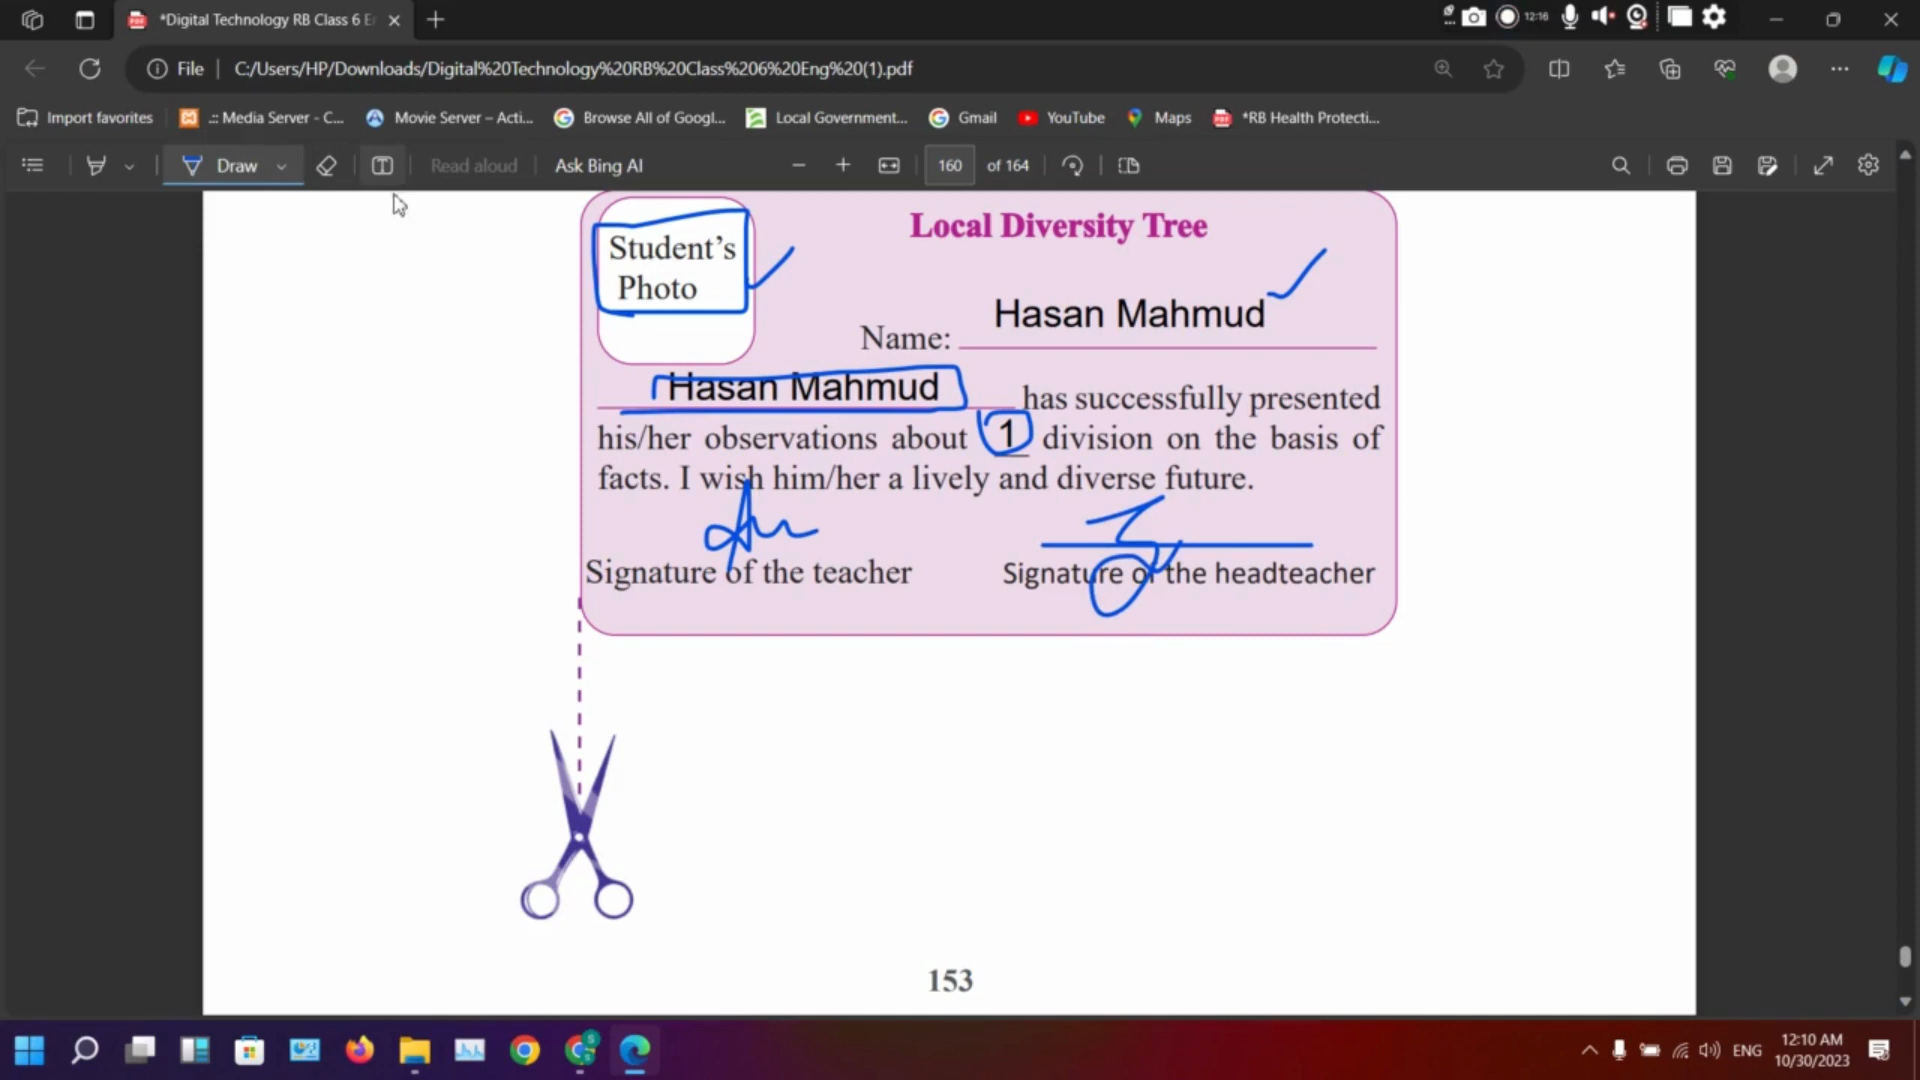 *Digital Technology RB Class 6 E
12:16
File
C:/Users/HP/Downloads/Digital%20Technology%20RB%20Class%206%20Eng%20(1).pdf
Import favorites
.:: Media Server - C...
Movie Server – Acti...
Browse All of Googl...
Local Government...
Gmail
YouTube
Maps
*RB Health Protecti...
Draw
Read aloud
Ask Bing AI
160 of 164
Local Diversity Tree
Student's
Photo
Name: Hasan Mahmud
Hasan Mahmud has successfully presented
his/her observations about 1 division on the basis of
facts. I wish him/her a lively and diverse future.
Signature of the teacher
Signature of the headteacher
153
ENG
12:10 AM
10/30/2023